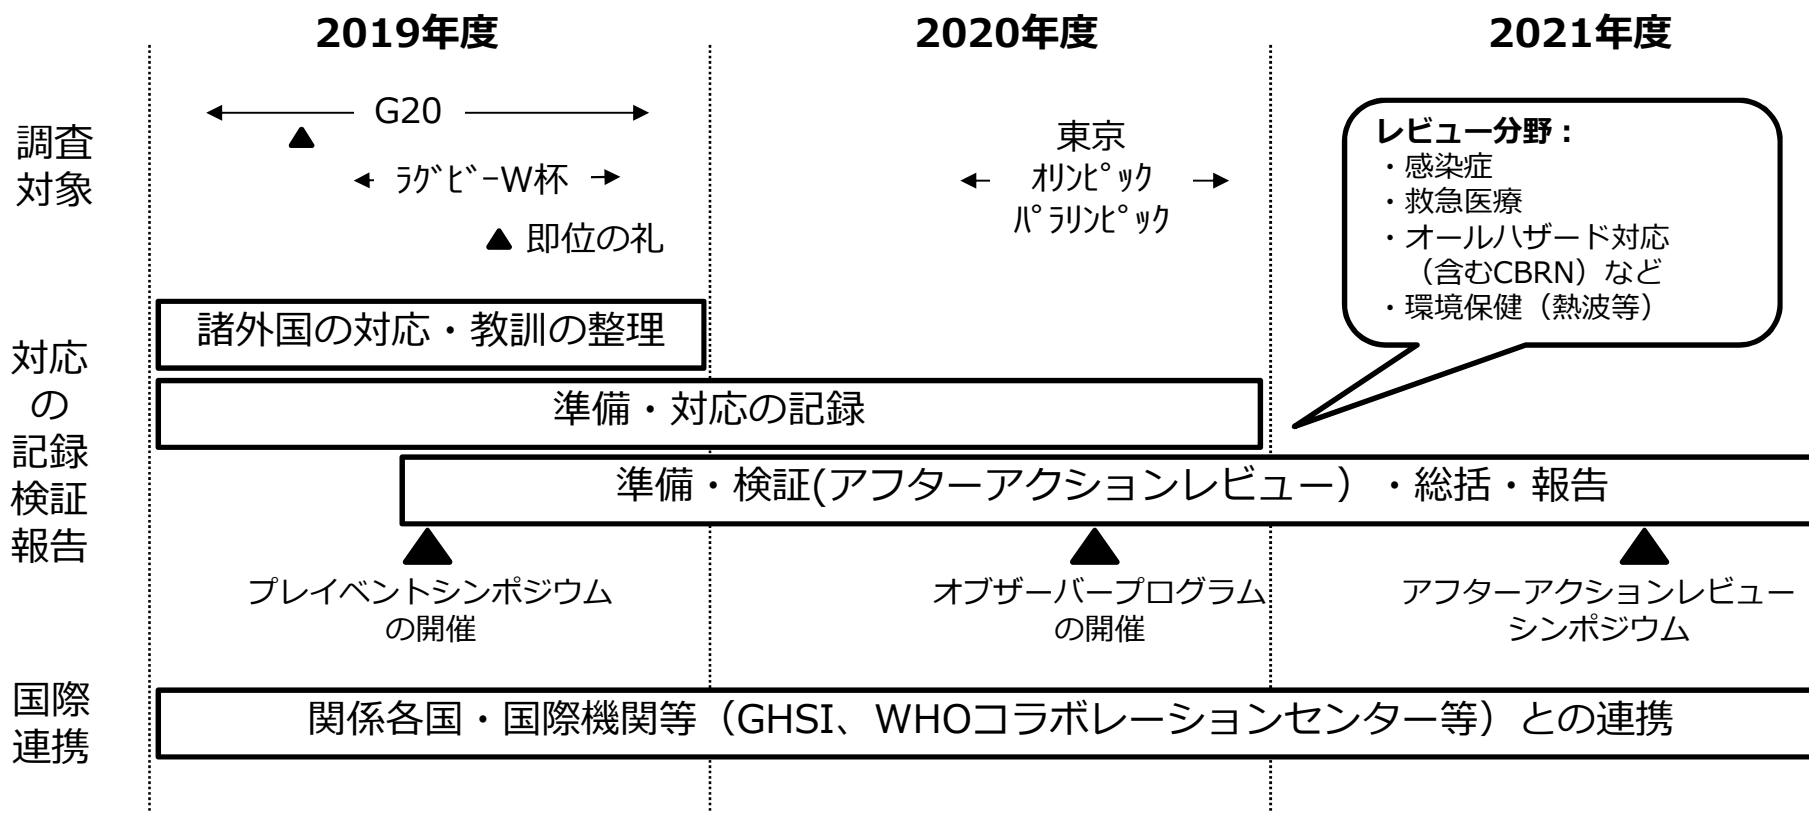 2019年度
2020年度
2021年度
調査
対象
G20
ﾗｸﾞﾋﾞｰW杯
即位の礼
東京
ｵﾘﾝﾋﾟｯｸ
ﾊﾟﾗﾘﾝﾋﾟｯｸ
レビュー分野：
・感染症
・救急医療
・オールハザード対応
（含むCBRN）など
・環境保健（熱波等）
対応
の
記録
検証
報告
諸外国の対応・教訓の整理
準備・対応の記録
準備・検証(アフターアクションレビュー）・総括・報告
プレイベントシンポジウム
の開催
オブザーバープログラム
の開催
アフターアクションレビュー
シンポジウム
国際
連携
関係各国・国際機関等（GHSI、WHOコラボレーションセンター等）との連携